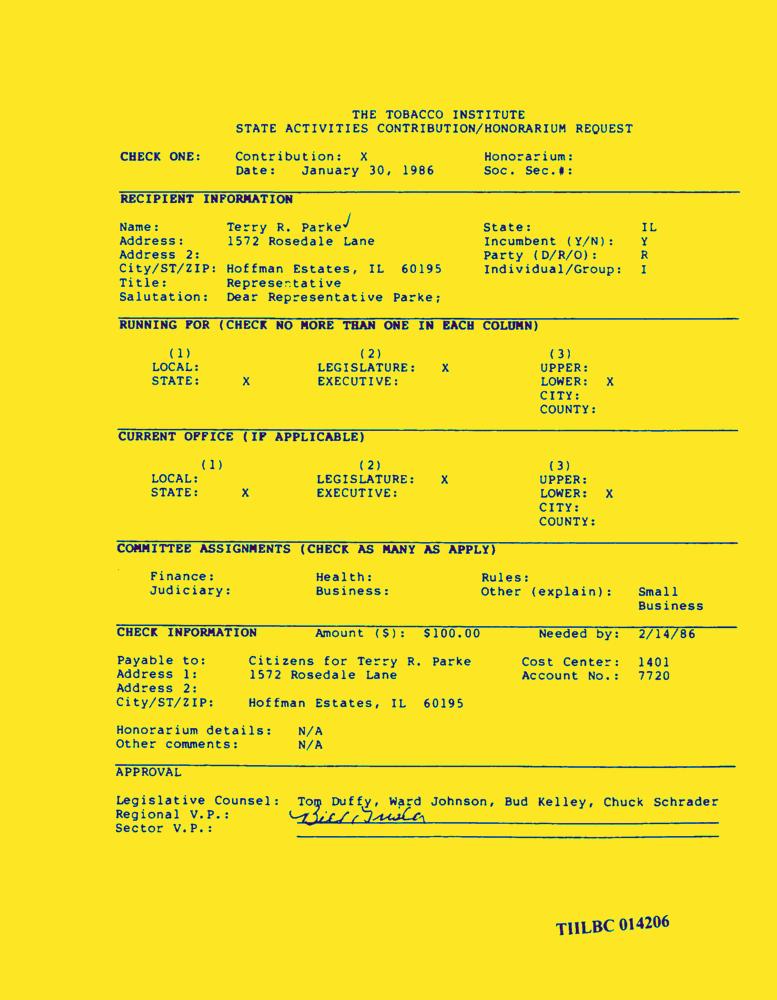 THE TOBACCO INSTITUTE
STATE ACTIVITIES CONTRIBUTION/HONORARIUM REQUEST
CHECK ONE: Contribution: X Honorarium:
Date: January 30, 1986 Soc. Sec.#:
RECIPIENT INFORMATION
Name: Terry R. Parke State: IL
Address: 1572 Rosedale Lane Incumbent (Y/N): Y
Address 2: Party (D/R/O): R
City/ST/ZIP: Hoffman Estates, IL 60195 Individual/Group: I
Title: Representative
Salutation: Dear Representative Parke;
RUNNING FOR (CHECK NO MORE THAN ONE IN EACH COLUMN)
(1) (2) (3)
LOCAL: LEGISLATURE: X UPPER:
STATE: X EXECUTIVE: LOWER: X
CITY:
COUNTY:
CURRENT OFFICE (IF APPLICABLE)
(1) (2) (3)
LOCAL: LEGISLATURE: X UPPER:
STATE: X EXECUTIVE: LOWER: X
CITY:
COUNTY:
COMMITTEE ASSIGNMENTS (CHECK AS MANY AS APPLY)
Finance: Health: Rules:
Judiciary: Business: Other (explain): Small
Business
CHECK INFORMATION Amount ($): $100.00 Needed by: 2/14/86
Payable to: Citizens for Terry R. Parke Cost Center: 1401
Address 1: 1572 Rosedale Lane Account No.: 7720
Address 2:
City/ST/ZIP: Hoffman Estates, IL 60195
Honorarium details: N/A
Other comments: N/A
APPROVAL
Legislative Counsel: Tom Duffy, Ward Johnson, Bud Kelley, Chuck Schrader
Regional V.P.: Bill
Sector V.P.:
TIILBC 014206